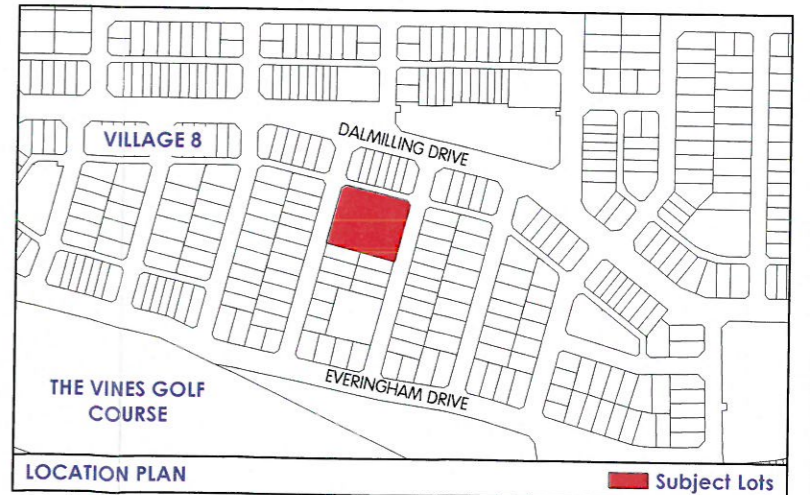 VILLAGE 8
DALMILLING DRIVE
EVERINGHAM DRIVE
THE VINES GOLF
COURSE
LOCATION PLAN
Subject Lots